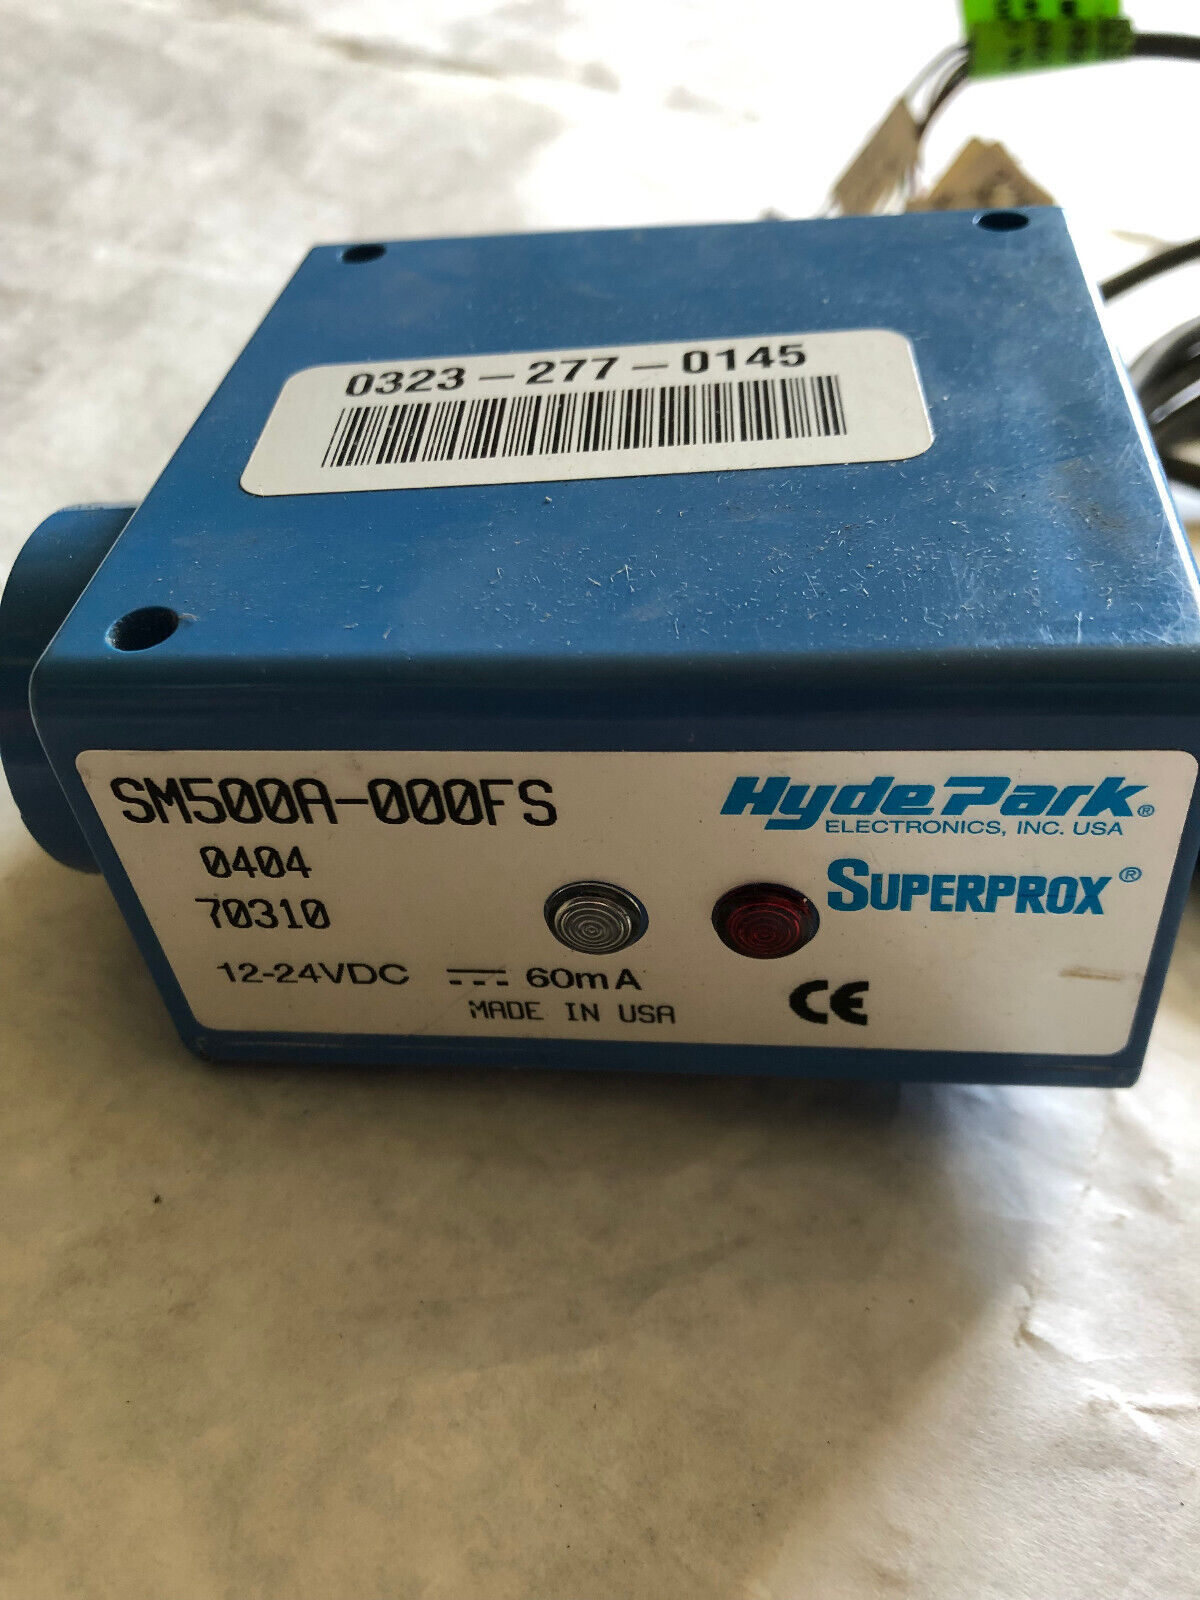 0323-277-0145
SM500A-000FS
0404
70310
12-24VDC 60mA
MADE IN USA
HydePark®
ELECTRONICS, INC. USA
SUPERPROX®
CE